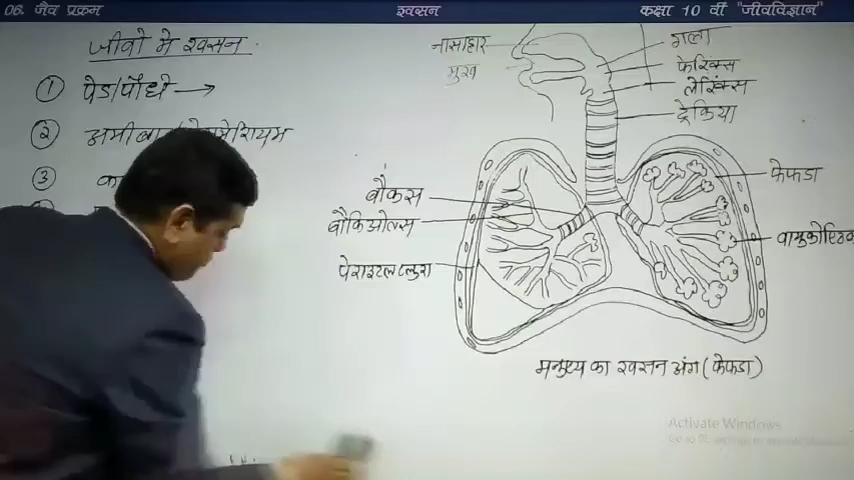 06. जैव प्रक्रम
श्वसन
कक्षा 10 वी "जीवविज्ञान"
जीवो मे श्वसन
① पेड/पौधे →
②
③
नासाद्वार
मुख
गला
फेरिंक्स
लेरिंक्स
ट्रेकिया
फेफडा
बौंकस
बौंकिओल्स
पेराइटल प्लुरा
मनुष्य का श्वसन अंग (फेफडा)
Activate Windows